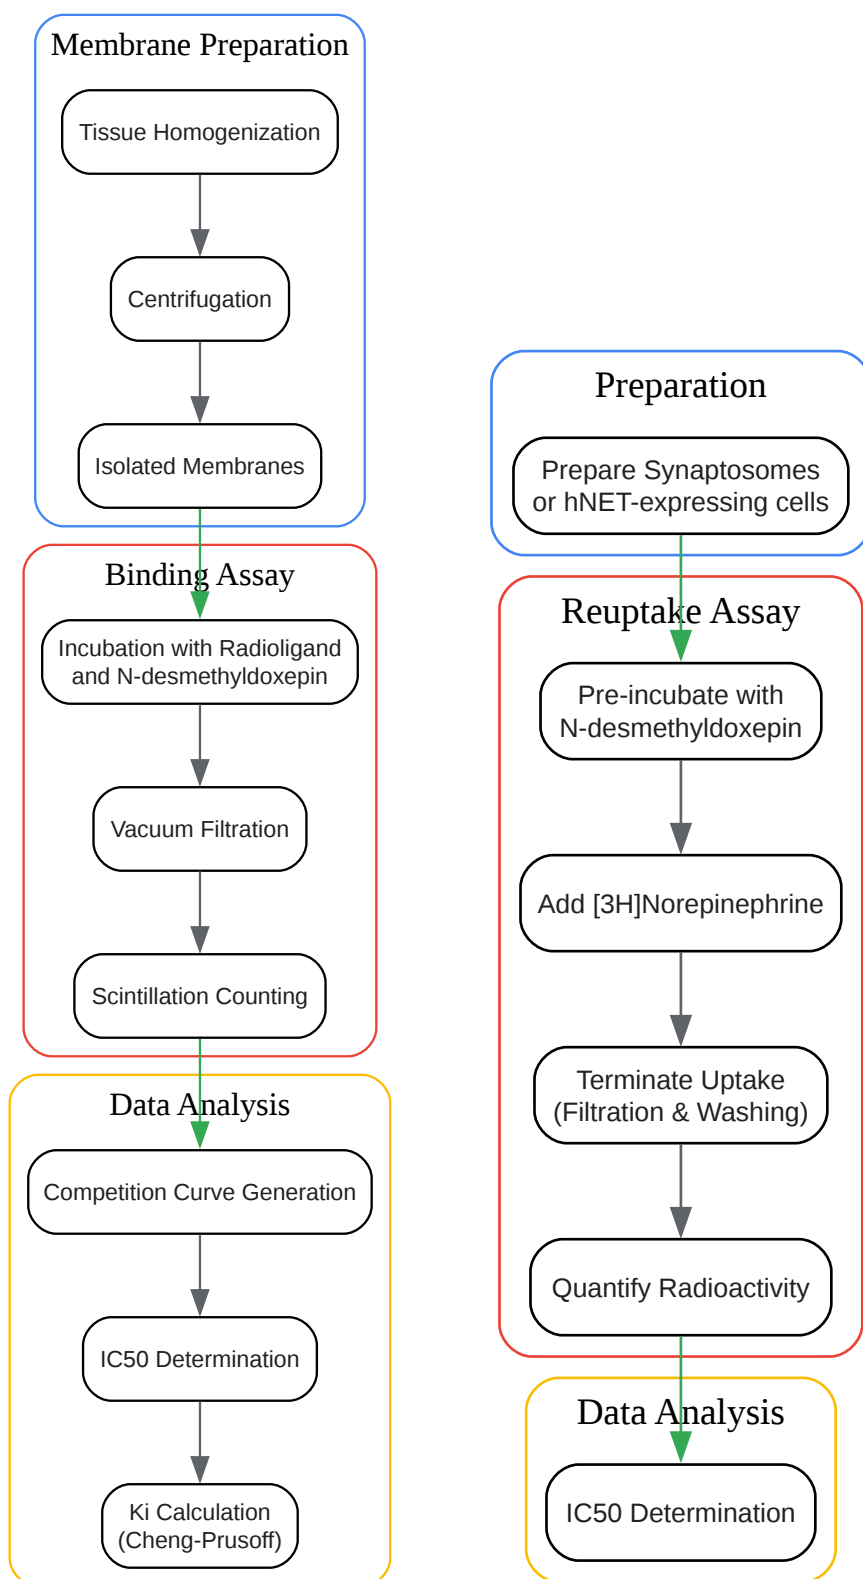 Membrane Preparation
Tissue Homogenization
Centrifugation
Isolated Membranes
Binding Assay
Incubation with Radioligand
and N-desmethyldoxepin
Vacuum Filtration
Scintillation Counting
Data Analysis
Competition Curve Generation
IC50 Determination
Ki Calculation
(Cheng-Prusoff)
Preparation
Prepare Synaptosomes
or hNET-expressing cells
Reuptake Assay
Pre-incubate with
N-desmethyldoxepin
Add [3H]Norepinephrine
Terminate Uptake
(Filtration & Washing)
Quantify Radioactivity
Data Analysis
IC50 Determination